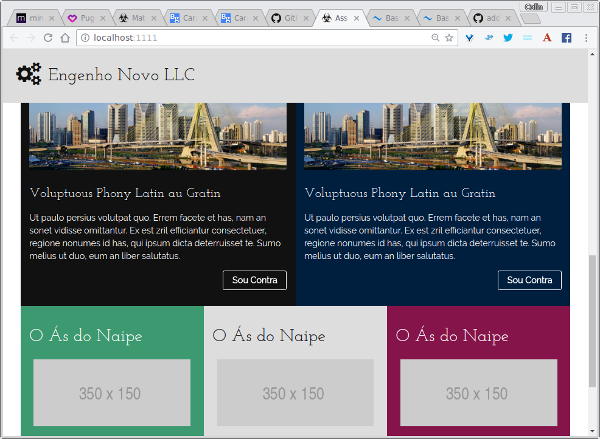 Colin
min
Pug
Mat
Car
Car
GitH
Ass
Bas
Bas
add
localhost:1111
Engenho Novo LLC
Voluptuous Phony Latin au Gratin
Ut paulo persius volutpat quo. Errem facete et has, nam an
sonet vidisse omittantur. Ex est zril efficiantur consectetuer,
regione nonumes id has, qui ipsum dicta deterruisset te. Sumo
melius ut duo, eum an liber salutatus.
Sou Contra
Voluptuous Phony Latin au Gratin
Ut paulo persius volutpat quo. Errem facete et has, nam an
sonet vidisse omittantur. Ex est zril efficiantur consectetuer,
regione nonumes id has, qui ipsum dicta deterruisset te. Sumo
melius ut duo, eum an liber salutatus.
Sou Contra
O Ás do Naipe
O Ás do Naipe
O Ás do Naipe
350 x 150
350 x 150
350 x 150